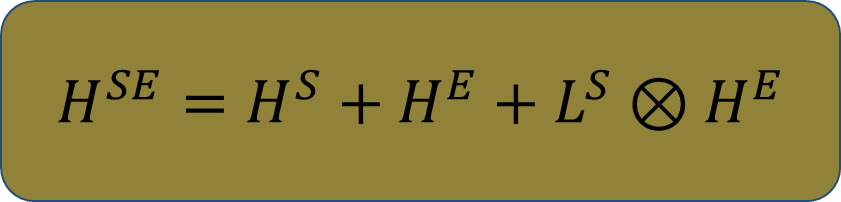 H^{SE} = H^S + H^E + L^S ⊗ H^E